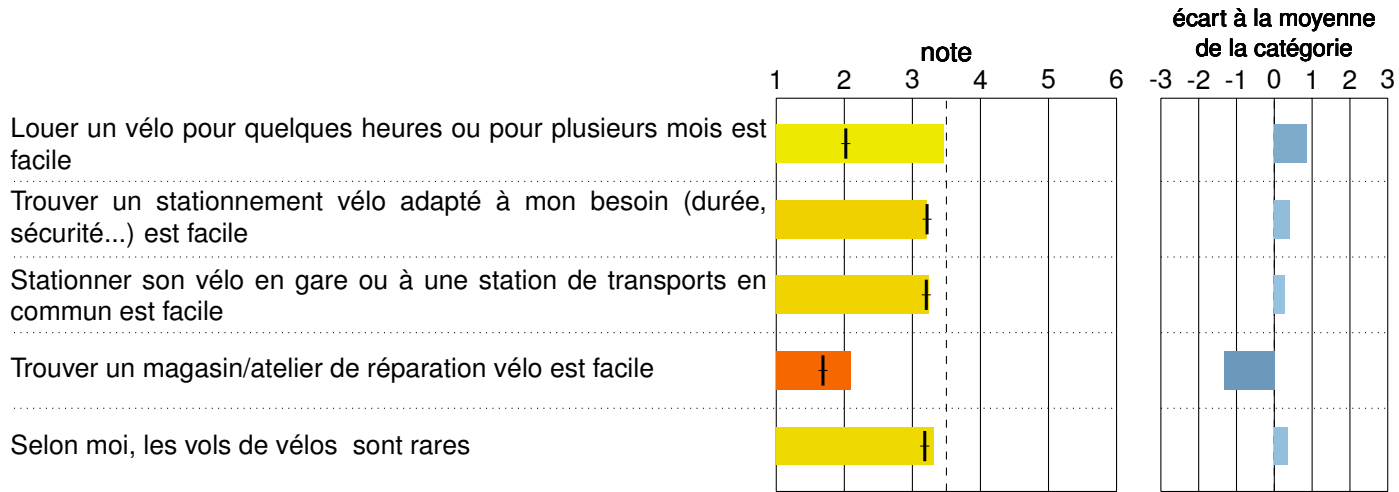 écart à la moyenne
note de la catégorie
1 2 3 4 5 6 -3 -2 -1 0 1 2 3
Louer un vélo pour quelques heures ou pour plusieurs mois est
facile
Trouver un stationnement vélo adapté à mon besoin (durée,
sécurité...) est facile
Stationner son vélo en gare ou à une station de transports en
commun est facile
Trouver un magasin/atelier de réparation vélo est facile
Selon moi, les vols de vélos sont rares